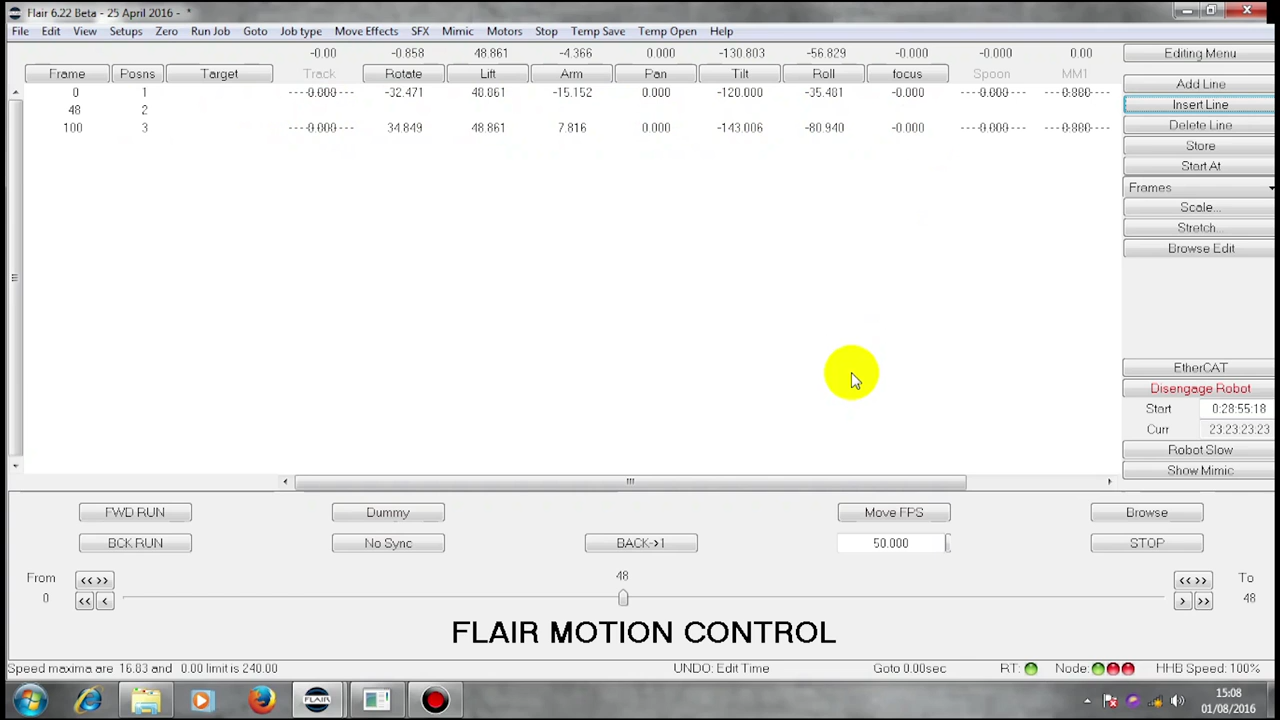 Flair 6.22 Beta - 25 April 2016 - *
File Edit View Setups Zero Run Job Goto Job type Move Effects SFX Mimic Motors Stop Temp Save Temp Open Help
-0.00 -0.858 48.861 -4.366 0.000 -130.803 -56.829 -0.000 -0.000 0.00
Frame Posns Target Track Rotate Lift Arm Pan Tilt Roll focus Spoon MM1
0 1 0.000 -32.471 48.861 -15.152 0.000 -120.000 -35.401 -0.000 0.000
48 2
100 3 0.000 34.849 48.861 7.816 0.000 -143.006 -80.940 -0.000 0.000
Editing Menu
Add Line
Insert Line
Delete Line
Store
Start At
Frames
Scale...
Stretch...
Browse Edit
EtherCAT
Disengage Robot
Start 0:28:55:18
Curr 23.23.23.23
Robot Slow
Show Mimic
FWD RUN Dummy Move FPS Browse
BCK RUN No Sync BACK->1 50.000 STOP
From << >> 48 << >> To
0 << < > >> 48
FLAIR MOTION CONTROL
Speed maxima are 16.83 and 0.00 limit is 240.00 UNDO: Edit Time Goto 0.00sec RT: Node: HHB Speed: 100%
FLAIR
15:08
01/08/2016